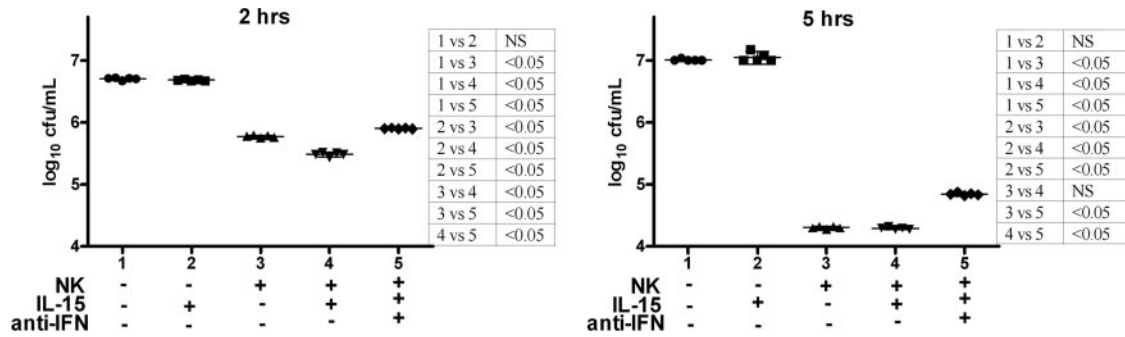 2 hrs
7
6
5
4
log10 cfu/mL
1 2 3 4 5
NK - - + + +
IL-15 - + - + +
anti-IFN - - - - +
1 vs 2 NS
1 vs 3 <0.05
1 vs 4 <0.05
1 vs 5 <0.05
2 vs 3 <0.05
2 vs 4 <0.05
2 vs 5 <0.05
3 vs 4 <0.05
3 vs 5 <0.05
4 vs 5 <0.05
5 hrs
7
6
5
4
log10 cfu/mL
1 2 3 4 5
NK - - + + +
IL-15 - + - + +
anti-IFN - - - - +
1 vs 2 NS
1 vs 3 <0.05
1 vs 4 <0.05
1 vs 5 <0.05
2 vs 3 <0.05
2 vs 4 <0.05
2 vs 5 <0.05
3 vs 4 NS
3 vs 5 <0.05
4 vs 5 <0.05